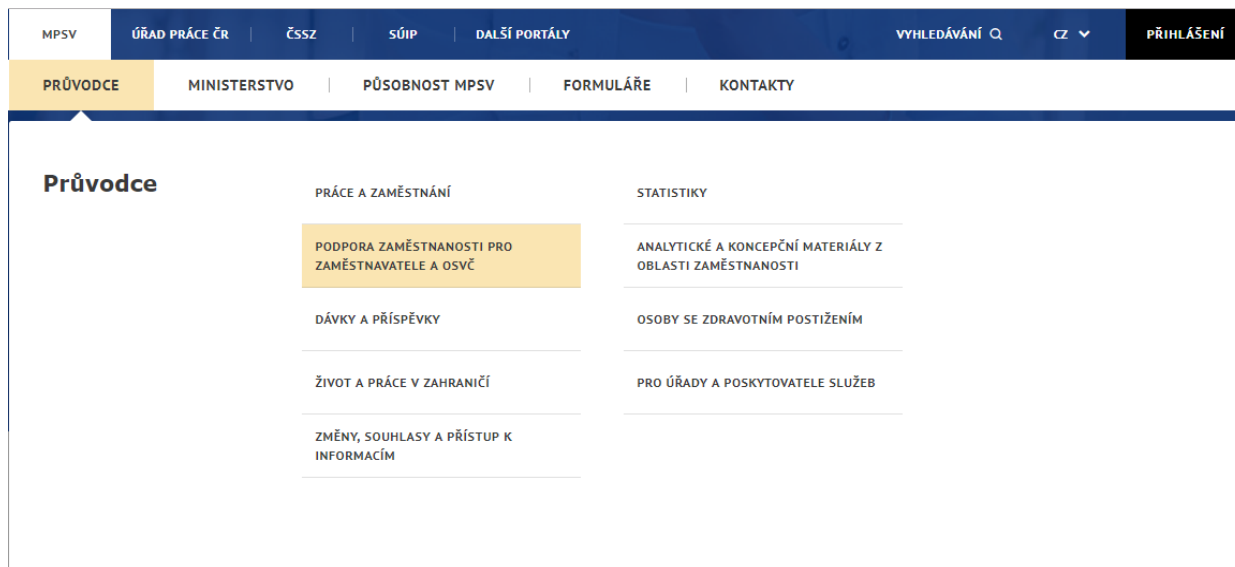 MPSV
ÚŘAD PRÁCE ČR
ČSSZ
SÚIP
DALŠÍ PORTÁLY
VYHLEDÁVÁNÍ
CZ
PŘIHLÁŠENÍ
PRŮVODCE
MINISTERSTVO
PŮSOBNOST MPSV
FORMULÁŘE
KONTAKTY
Průvodce
PRÁCE A ZAMĚSTNÁNÍ
PODPORA ZAMĚSTNANOSTI PRO
ZAMĚSTNAVATELE A OSVČ
DÁVKY A PŘÍSPĚVKY
ŽIVOT A PRÁCE V ZAHRANIČÍ
ZMĚNY, SOUHLASY A PŘÍSTUP K
INFORMACÍM
STATISTIKY
ANALYTICKÉ A KONCEPČNÍ MATERIÁLY Z
OBLASTI ZAMĚSTNANOSTI
OSOBY SE ZDRAVOTNÍM POSTIŽENÍM
PRO ÚŘADY A POSKYTOVATELE SLUŽEB